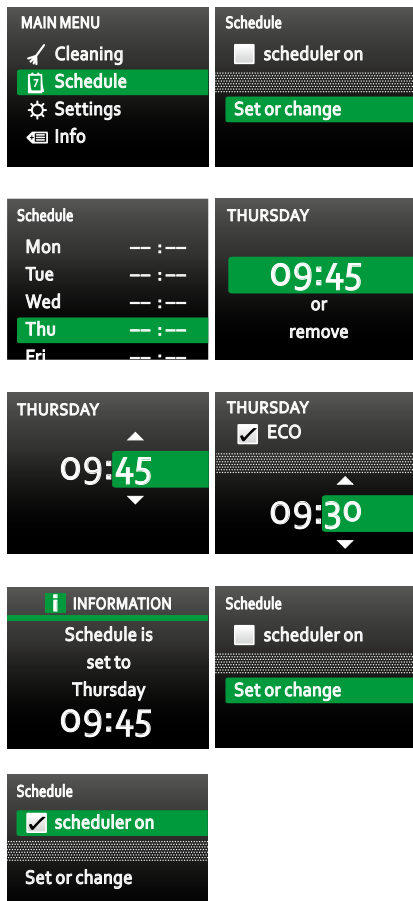 MAIN MENU
Cleaning
7 Schedule
Settings
Info
Schedule
scheduler on
Set or change
Schedule
Mon -- : --
Tue -- : --
Wed -- : --
Thu -- : --
Fri -- : --
THURSDAY
09:45
or
remove
THURSDAY
09:45
THURSDAY
ECO
09:30
i INFORMATION
Schedule is
set to
Thursday
09:45
Schedule
scheduler on
Set or change
Schedule
scheduler on
Set or change